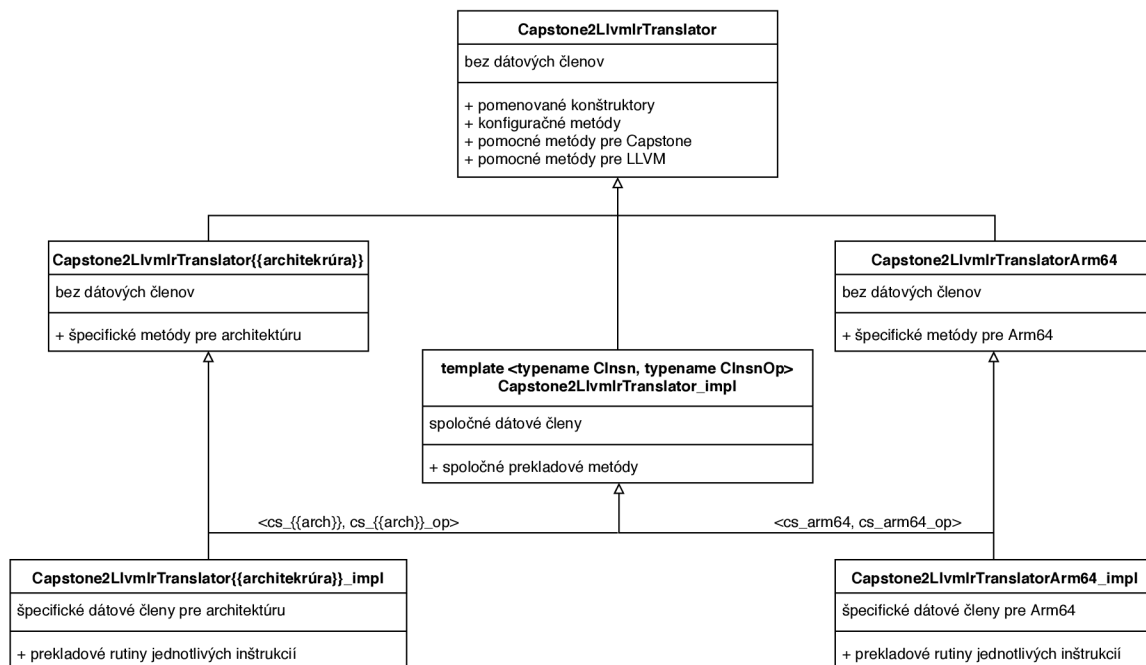 Capstone2LlvmIrTranslator
bez dátových členov
+ pomenované konštruktory
+ konfiguračné metódy
+ pomocné metódy pre Capstone
+ pomocné metódy pre LLVM
Capstone2LlvmIrTranslator{{architekrúra}}
bez dátových členov
+ špecifické metódy pre architektúru
Capstone2LlvmIrTranslatorArm64
bez dátových členov
+ špecifické metódy pre Arm64
template <typename CInsn, typename CInsnOp>
Capstone2LlvmIrTranslator_impl
spoločné dátové členy
+ spoločné prekladové metódy
<cs_{{arch}}, cs_{{arch}}_op>
<cs_arm64, cs_arm64_op>
Capstone2LlvmIrTranslator{{architekrúra}}_impl
špecifické dátové členy pre architektúru
+ prekladové rutiny jednotlivých inštrukcií
Capstone2LlvmIrTranslatorArm64_impl
špecifické dátové členy pre Arm64
+ prekladové rutiny jednotlivých inštrukcií